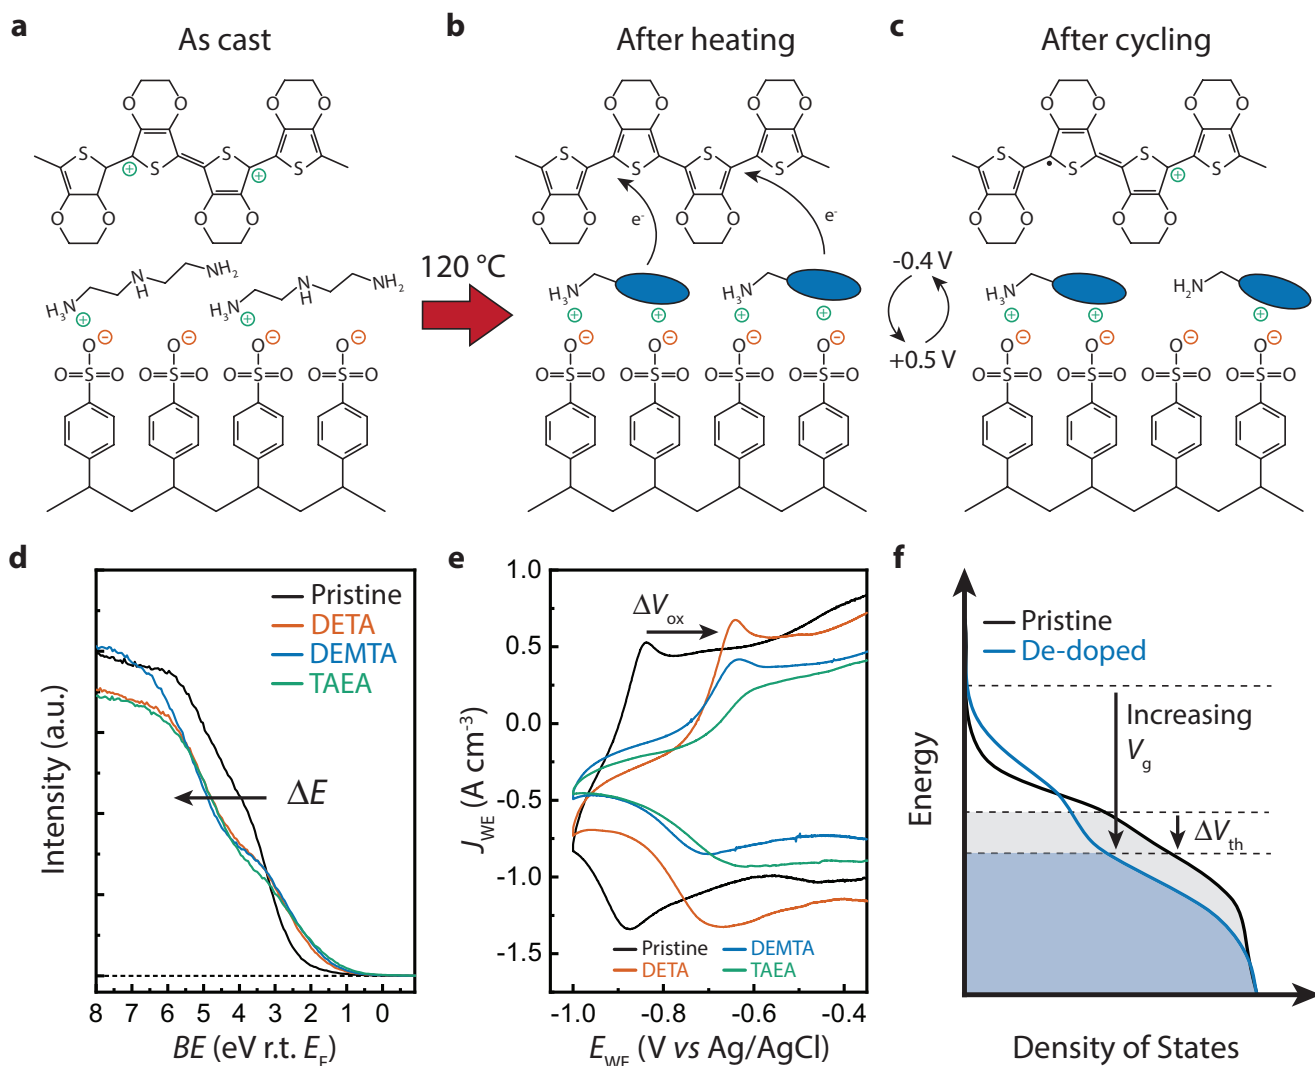 a As cast
b After heating
c After cycling
O O O O O O
S S S S
⊕ ⊕
O O
e⁻ e⁻
S S S S
• ⊕
H₃N N H NH₂
H₃N N H NH₂
⊕ ⊕
120 °C
H₃N H₃N
⊕ ⊕ ⊕ ⊕
-0.4 V
+0.5 V
H₃N H₂N
⊕ ⊕ ⊕
O⊖ O⊖ O⊖ O⊖
O=S=O O=S=O O=S=O O=S=O
d
Intensity (a.u.)
Pristine
DETA
DEMTA
TAEA
ΔE
8 7 6 5 4 3 2 1 0
BE (eV r.t. E_F)
e
J_WE (A cm⁻³)
1.0
0.5
0.0
-0.5
-1.0
-1.5
ΔV_ox
Pristine DEMTA
DETA TAEA
-1.0 -0.8 -0.6 -0.4
E_WE (V vs Ag/AgCl)
f
Energy
Pristine
De-doped
Increasing
V_g
ΔV_th
Density of States